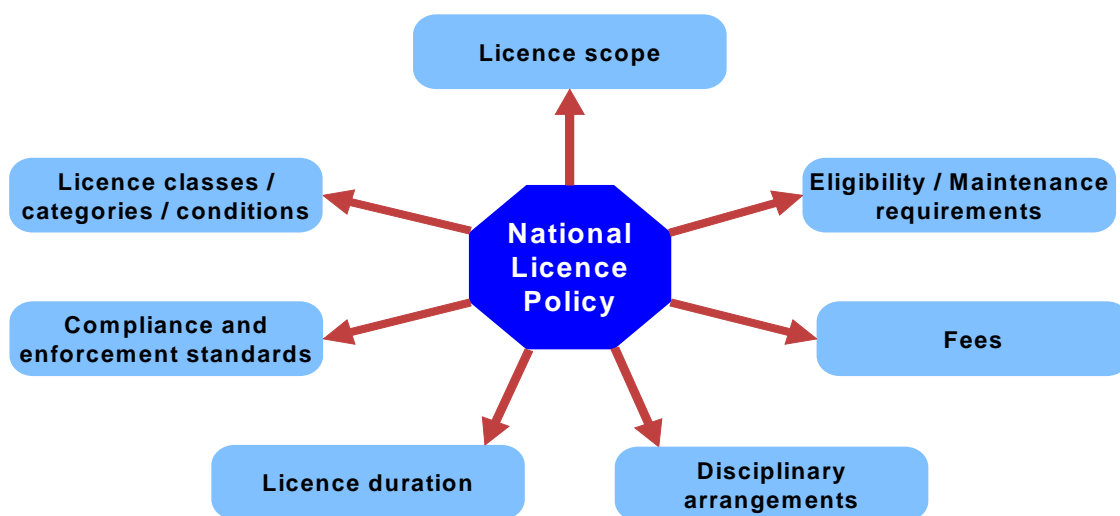 Licence scope
Licence classes /
categories / conditions
Eligibility / Maintenance
requirements
National
Licence
Policy
Compliance and
enforcement standards
Fees
Licence duration
Disciplinary
arrangements